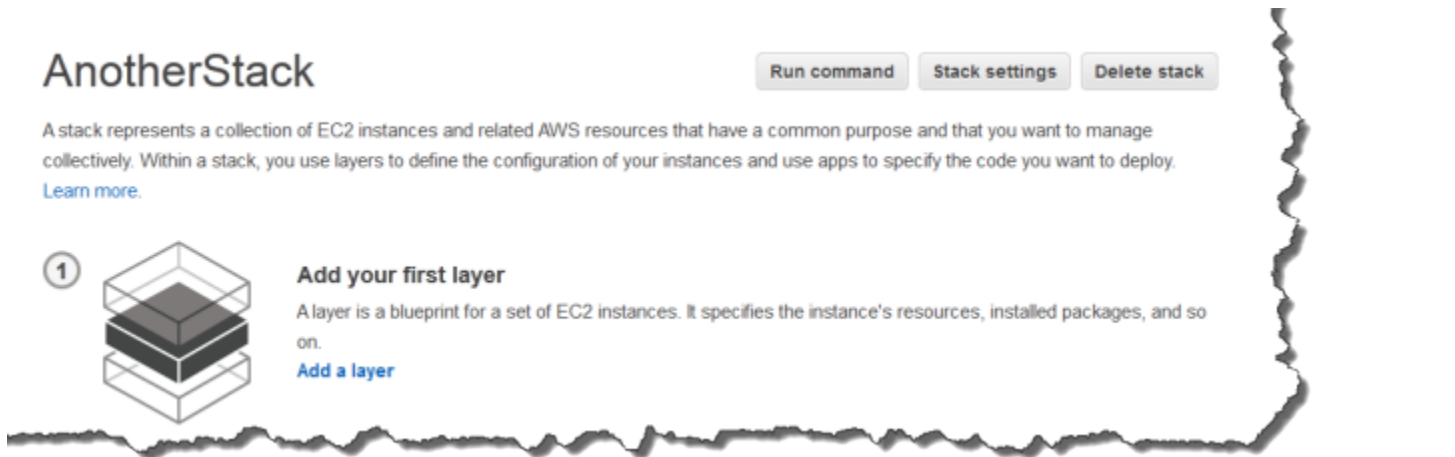 AnotherStack
Run command
Stack settings
Delete stack
A stack represents a collection of EC2 instances and related AWS resources that have a common purpose and that you want to manage
collectively. Within a stack, you use layers to define the configuration of your instances and use apps to specify the code you want to deploy.
Learn more.
1
Add your first layer
A layer is a blueprint for a set of EC2 instances. It specifies the instance's resources, installed packages, and so
on.
Add a layer